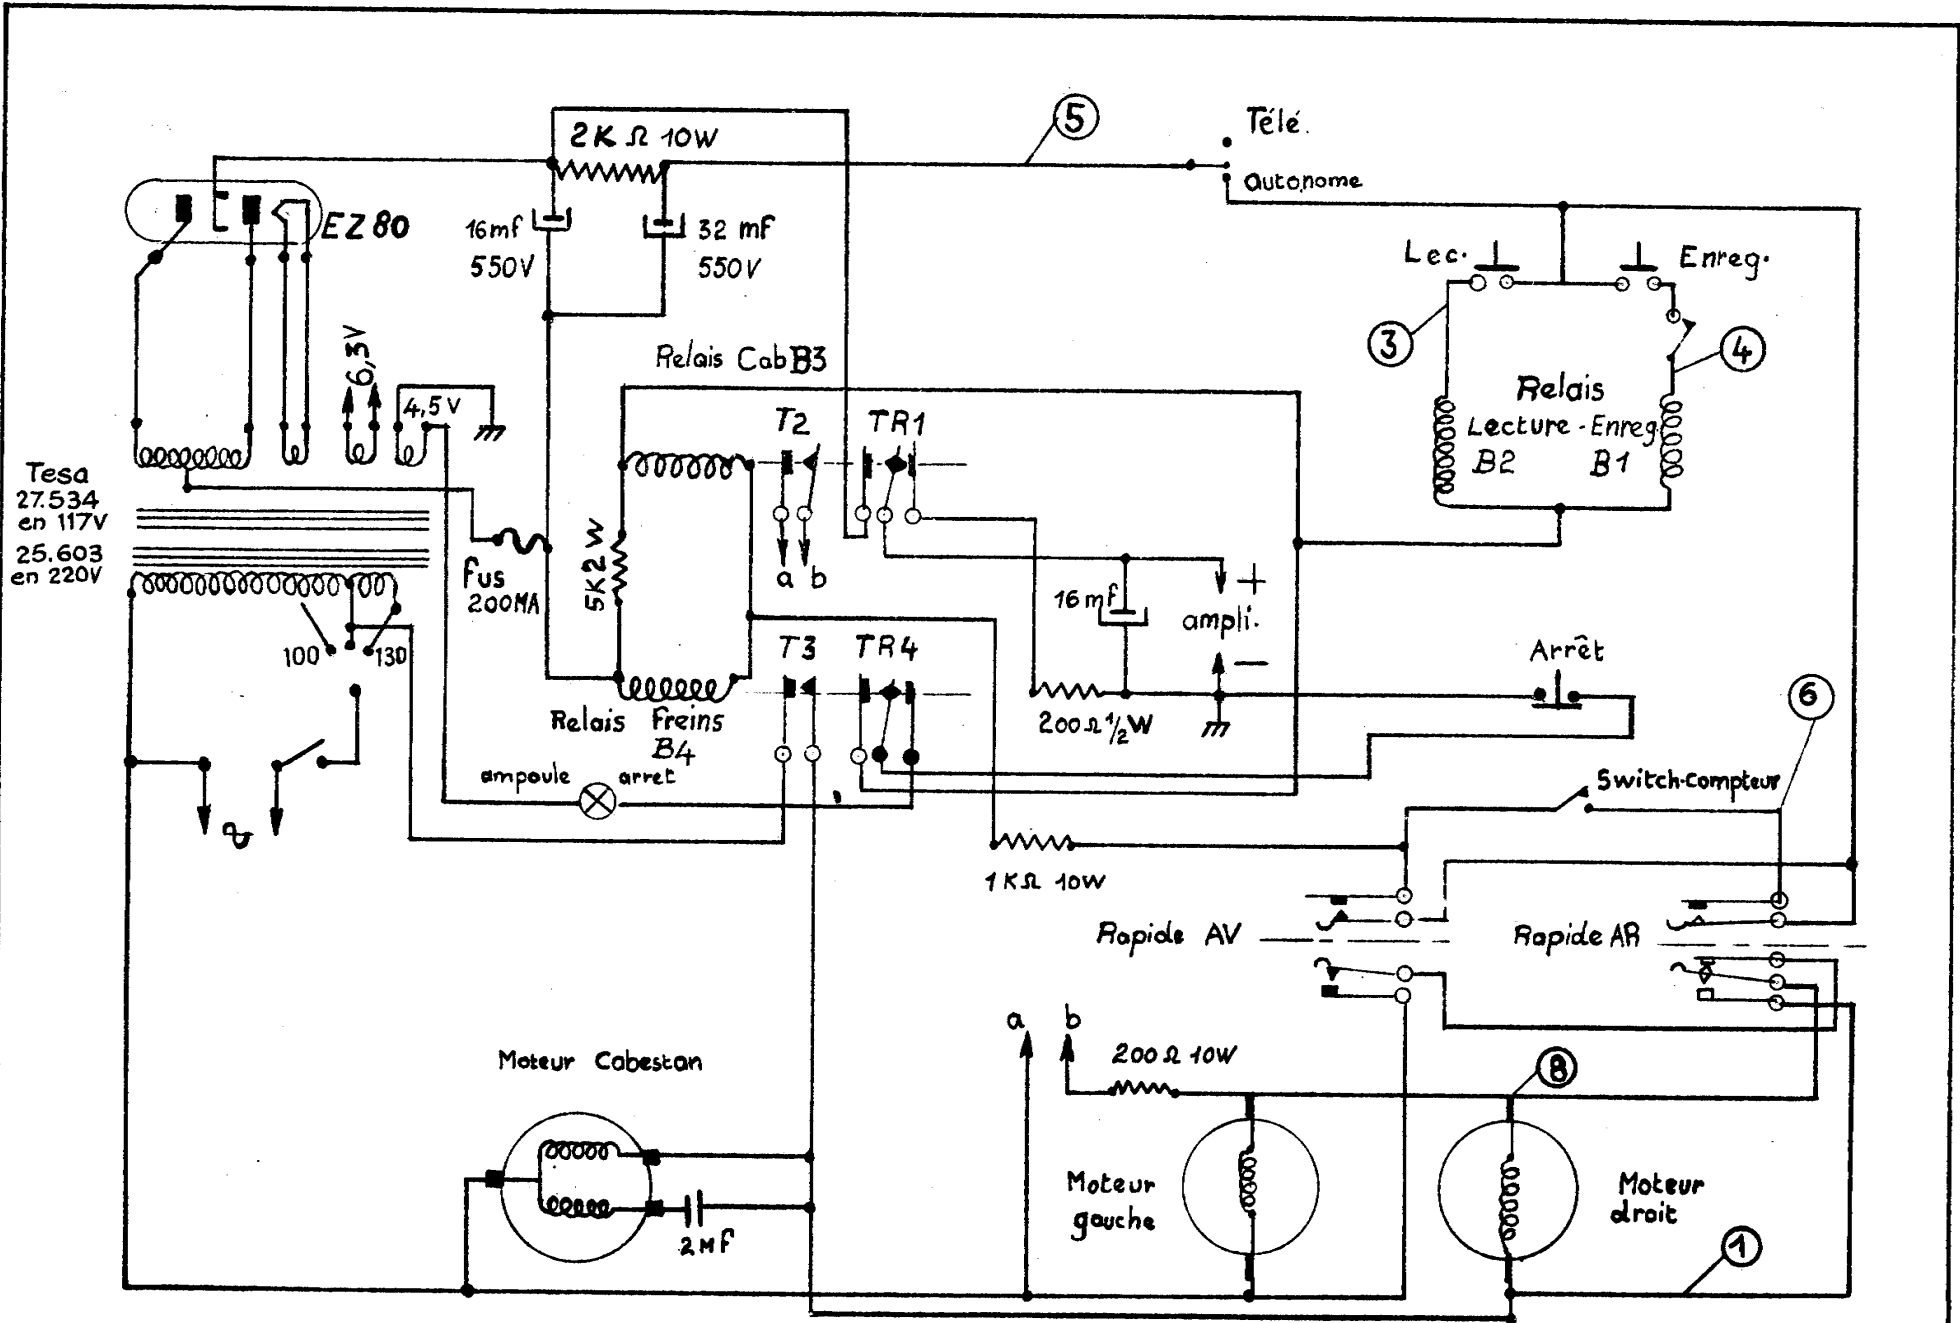 2K Ω 10W
5
Télé.
autonome
EZ80
16mf
550V
32 mF
550V
Lec.
Enreg.
3
4
6,3V
4,5V
Relais Cab B3
T2
TR1
Relais
Lecture - Enreg
B2
B1
Tesa
27.534
en 117V
25.603
en 220V
fus
200MA
5K2W
a b
16mf
+
ampli.
—
100
130
T3
TR4
Relais freins
B4
200Ω ½W
Arrêt
6
ampoule arret
Switch-compteur
1KΩ 10W
Rapide AV
Rapide AR
a
b
200Ω 10W
8
Moteur Cabestan
2MF
Moteur
gauche
Moteur
droit
1